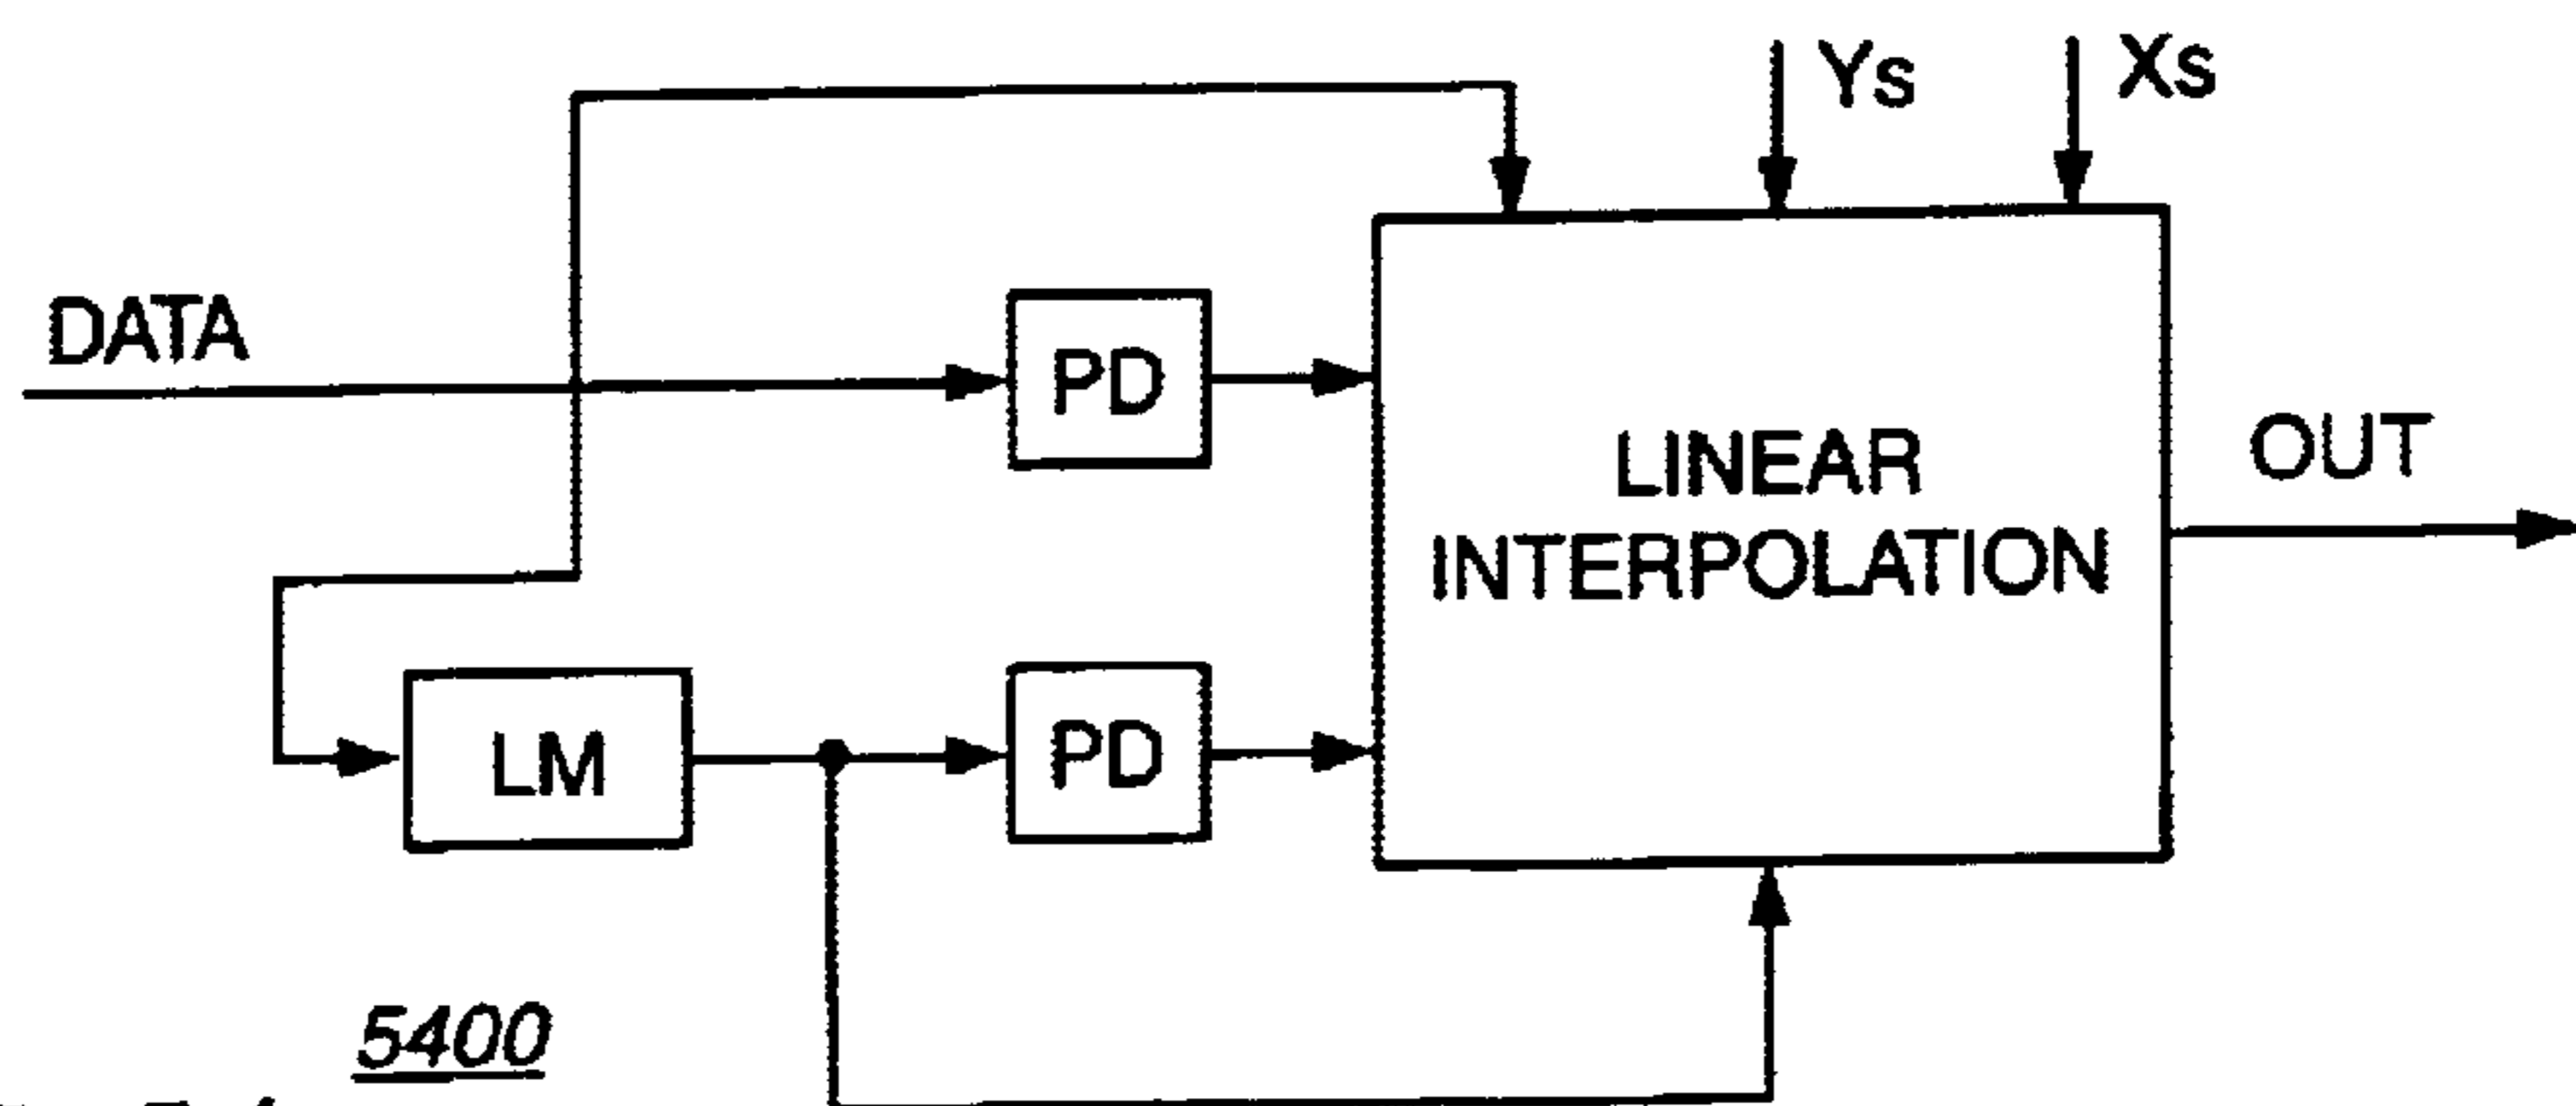 Ys
Xs
DATA
PD
LINEAR
INTERPOLATION
OUT
LM
PD
5400